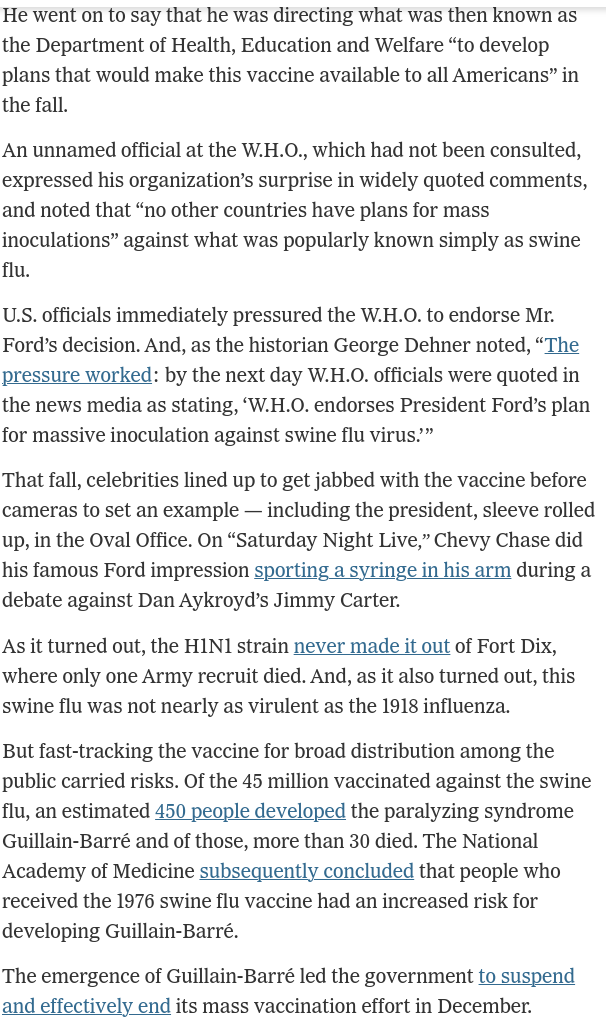 He went on to say that he was directing what was then known as
the Department of Health, Education and Welfare “to develop
plans that would make this vaccine available to all Americans” in
the fall.
An unnamed official at the W.H.O., which had not been consulted,
expressed his organization’s surprise in widely quoted comments,
and noted that “no other countries have plans for mass
inoculations” against what was popularly known simply as swine
flu.
U.S. officials immediately pressured the W.H.O. to endorse Mr.
Ford’s decision. And, as the historian George Dehner noted, “The
pressure worked: by the next day W.H.O. officials were quoted in
the news media as stating, ‘W.H.O. endorses President Ford’s plan
for massive inoculation against swine flu virus.’”
That fall, celebrities lined up to get jabbed with the vaccine before
cameras to set an example — including the president, sleeve rolled
up, in the Oval Office. On “Saturday Night Live,” Chevy Chase did
his famous Ford impression sporting a syringe in his arm during a
debate against Dan Aykroyd’s Jimmy Carter.
As it turned out, the H1N1 strain never made it out of Fort Dix,
where only one Army recruit died. And, as it also turned out, this
swine flu was not nearly as virulent as the 1918 influenza.
But fast-tracking the vaccine for broad distribution among the
public carried risks. Of the 45 million vaccinated against the swine
flu, an estimated 450 people developed the paralyzing syndrome
Guillain-Barré and of those, more than 30 died. The National
Academy of Medicine subsequently concluded that people who
received the 1976 swine flu vaccine had an increased risk for
developing Guillain-Barré.
The emergence of Guillain-Barré led the government to suspend
and effectively end its mass vaccination effort in December.